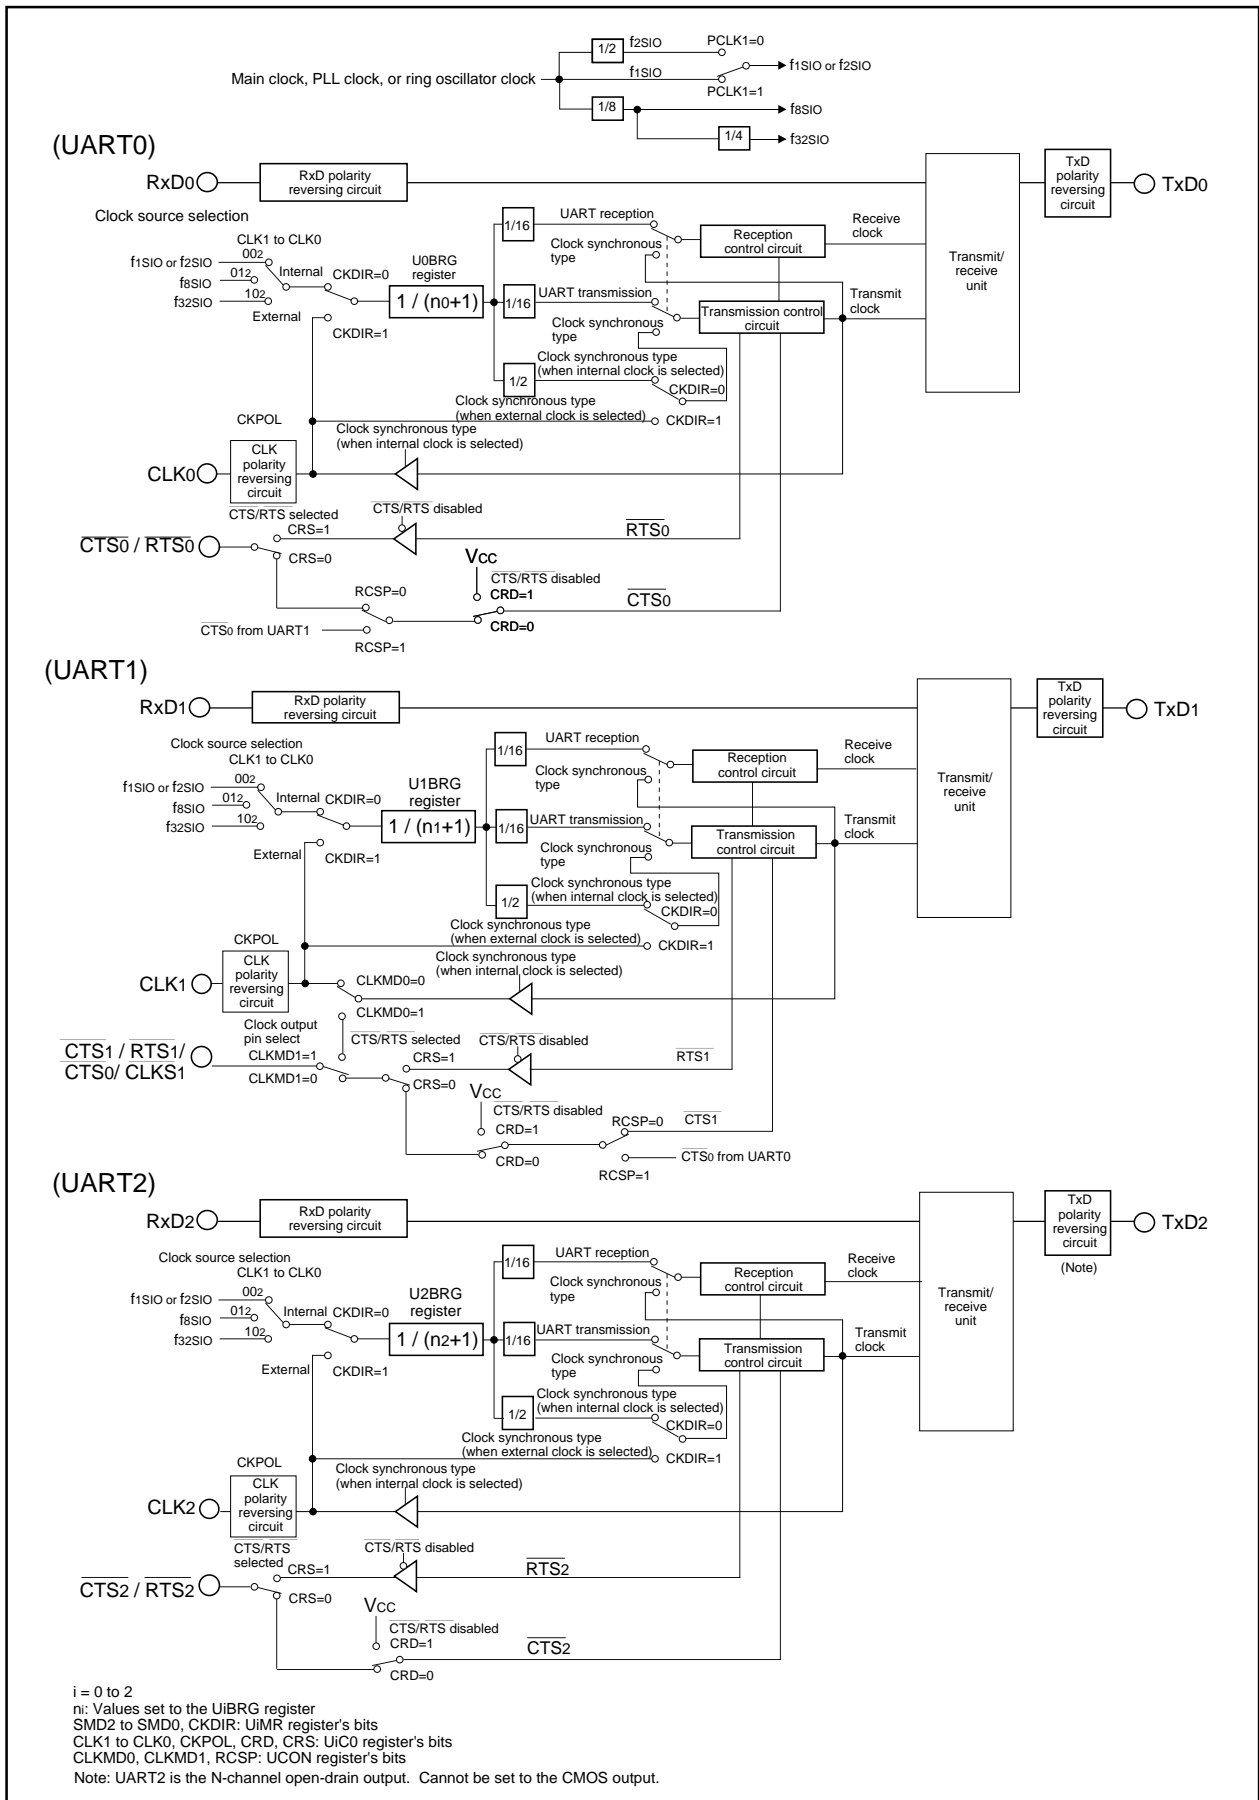 1/2
f2SIO
PCLK1=0
Main clock, PLL clock, or ring oscillator clock
f1SIO
f1SIO or f2SIO
PCLK1=1
1/8
f8SIO
1/4
f32SIO
(UART0)
RxD0
RxD polarity
reversing circuit
TxD
polarity
reversing
circuit
TxD0
Clock source selection
CLK1 to CLK0
f1SIO or f2SIO
002
f8SIO
012
f32SIO
102
Internal
CKDIR=0
External
CKDIR=1
U0BRG
register
1 / (n0+1)
1/16
UART reception
Clock synchronous
type
Reception
control circuit
Receive
clock
1/16
UART transmission
Clock synchronous
type
Transmission control
circuit
Transmit
clock
Transmit/
receive
unit
1/2
Clock synchronous type
(when internal clock is selected)
CKDIR=0
Clock synchronous type
(when external clock is selected)
CKDIR=1
CKPOL
Clock synchronous type
(when internal clock is selected)
CLK0
CLK
polarity
reversing
circuit
CTS/RTS selected
CTS/RTS disabled
CRS=1
RTS0
CTS0 / RTS0
CRS=0
VCC
CTS/RTS disabled
RCSP=0
CRD=1
CTS0
CTS0 from UART1
CRD=0
RCSP=1
(UART1)
RxD1
RxD polarity
reversing circuit
TxD
polarity
reversing
circuit
TxD1
Clock source selection
CLK1 to CLK0
f1SIO or f2SIO
002
f8SIO
012
f32SIO
102
Internal
CKDIR=0
External
CKDIR=1
U1BRG
register
1 / (n1+1)
1/16
UART reception
Clock synchronous
type
Reception
control circuit
Receive
clock
1/16
UART transmission
Clock synchronous
type
Transmission
control circuit
Transmit
clock
Transmit/
receive
unit
1/2
Clock synchronous type
(when internal clock is selected)
CKDIR=0
Clock synchronous type
(when external clock is selected)
CKDIR=1
CKPOL
Clock synchronous type
(when internal clock is selected)
CLK1
CLK
polarity
reversing
circuit
CLKMD0=0
CLKMD0=1
Clock output
pin select
CTS/RTS selected
CTS/RTS disabled
CTS1 / RTS1/
CTS0/ CLKS1
CLKMD1=1
CLKMD1=0
CRS=1
RTS1
CRS=0
VCC
CTS/RTS disabled
CRD=1
RCSP=0
CTS1
CRD=0
CTS0 from UART0
RCSP=1
(UART2)
RxD2
RxD polarity
reversing circuit
TxD
polarity
reversing
circuit
TxD2
(Note)
Clock source selection
CLK1 to CLK0
f1SIO or f2SIO
002
f8SIO
012
f32SIO
102
Internal
CKDIR=0
External
CKDIR=1
U2BRG
register
1 / (n2+1)
1/16
UART reception
Clock synchronous
type
Reception
control circuit
Receive
clock
1/16
UART transmission
Clock synchronous
type
Transmission
control circuit
Transmit
clock
Transmit/
receive
unit
1/2
Clock synchronous type
(when internal clock is selected)
CKDIR=0
Clock synchronous type
(when external clock is selected)
CKDIR=1
CKPOL
Clock synchronous type
(when internal clock is selected)
CLK2
CLK
polarity
reversing
circuit
CTS/RTS
selected
CTS/RTS disabled
CRS=1
RTS2
CTS2 / RTS2
CRS=0
VCC
CTS/RTS disabled
CRD=1
CTS2
CRD=0
i = 0 to 2
ni: Values set to the UiBRG register
SMD2 to SMD0, CKDIR: UiMR register's bits
CLK1 to CLK0, CKPOL, CRD, CRS: UiC0 register's bits
CLKMD0, CLKMD1, RCSP: UCON register's bits
Note: UART2 is the N-channel open-drain output. Cannot be set to the CMOS output.